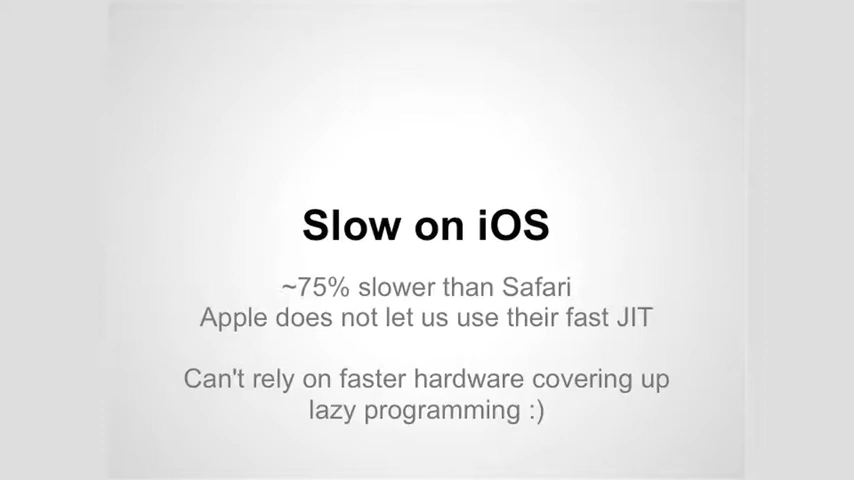 Slow on iOS
~75% slower than Safari
Apple does not let us use their fast JIT
Can't rely on faster hardware covering up
lazy programming :)